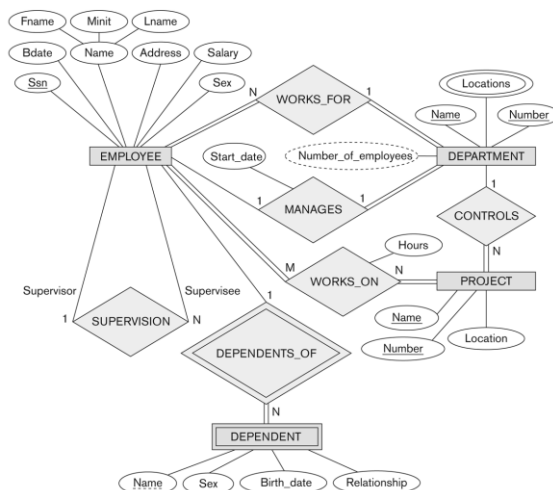 Fname Minit Lname
Bdate Name Address Salary
Ssn Sex
Locations
Name Number
N 1
WORKS_FOR
EMPLOYEE Start_date Number_of_employees DEPARTMENT
1 1 1
MANAGES CONTROLS
Hours
M N N
WORKS_ON PROJECT
Supervisor Supervisee 1
Name
1 SUPERVISION N
Number Location
DEPENDENTS_OF
N
DEPENDENT
Name Sex Birth_date Relationship